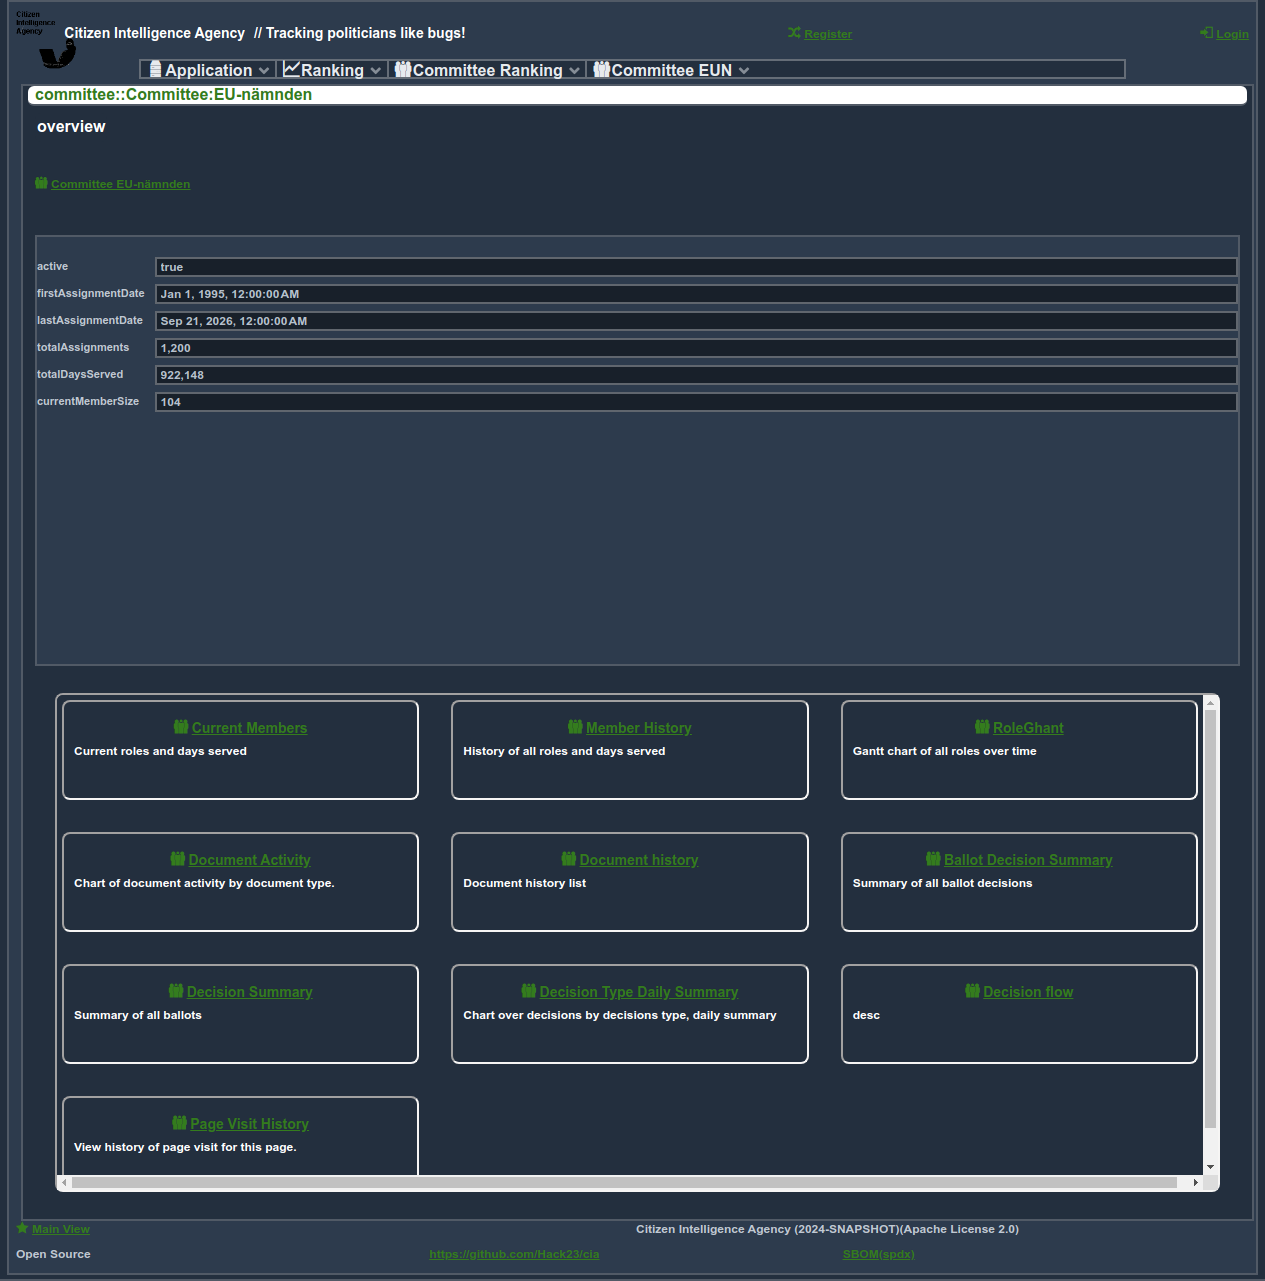 Citizen
Intelligence
Agency
Citizen Intelligence Agency // Tracking politicians like bugs!
Register
Login
Application
Ranking
Committee Ranking
Committee EUN
committee::Committee:EU-nämnden
overview
Committee EU-nämnden
active true
firstAssignmentDate Jan 1, 1995, 12:00:00 AM
lastAssignmentDate Sep 21, 2026, 12:00:00 AM
totalAssignments 1,200
totalDaysServed 922,148
currentMemberSize 104
Current Members
Current roles and days served
Member History
History of all roles and days served
RoleGhant
Gantt chart of all roles over time
Document Activity
Chart of document activity by document type.
Document history
Document history list
Ballot Decision Summary
Summary of all ballot decisions
Decision Summary
Summary of all ballots
Decision Type Daily Summary
Chart over decisions by decisions type, daily summary
Decision flow
desc
Page Visit History
View history of page visit for this page.
Main View
Citizen Intelligence Agency (2024-SNAPSHOT)(Apache License 2.0)
Open Source
https://github.com/Hack23/cia
SBOM(spdx)